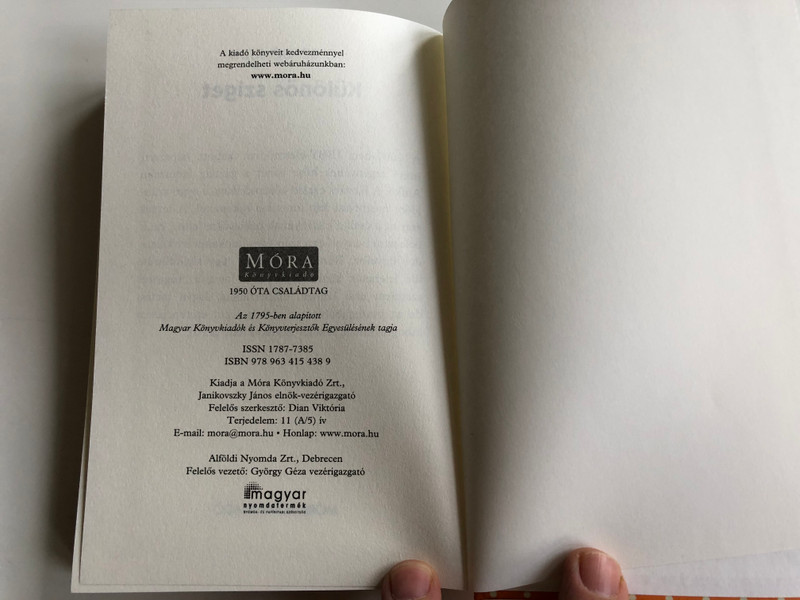 A kiadó könyveit kedvezménnyel
megrendelheti webáruházunkban:
www.mora.hu
Különös sziget
MÓRA
Könyvkiadó
1950 ÓTA CSALÁDTAG
Az 1795-ben alapított
Magyar Könyvkiadók és Könyvterjesztők Egyesülésének tagja
ISSN 1787-7385
ISBN 978 963 415 438 9
Kiadja a Móra Könyvkiadó Zrt.,
Janikovszky János elnök-vezérigazgató
Felelős szerkesztő: Dian Viktória
Terjedelem: 11 (A/5) ív
E-mail: mora@mora.hu • Honlap: www.mora.hu
Alföldi Nyomda Zrt., Debrecen
Felelős vezető: György Géza vezérigazgató
magyar
nyomdatermék